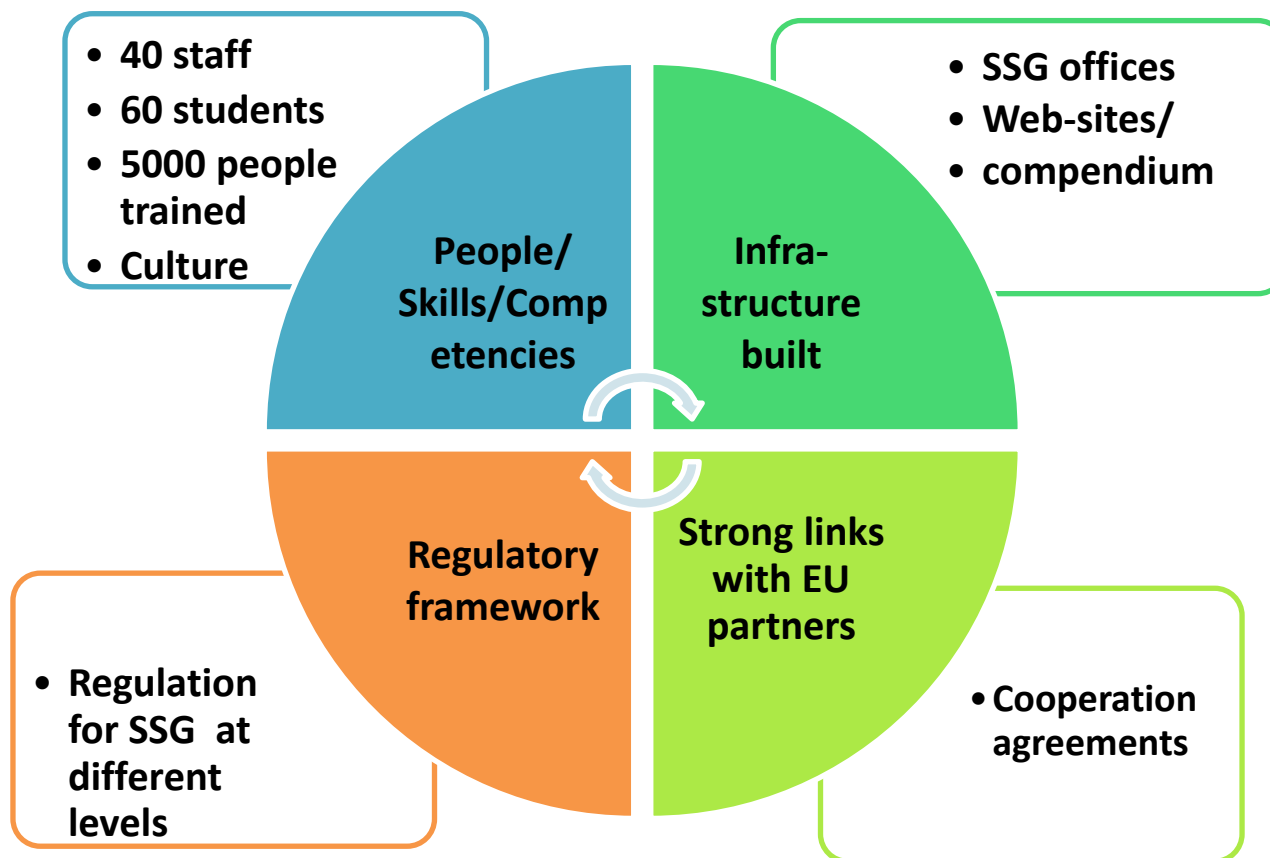 • 40 staff
• 60 students
• 5000 people
trained
• Culture
People/
Skills/Comp
etencies
Infra-
structure
built
• SSG offices
• Web-sites/
• compendium
Regulatory
framework
• Regulation
for SSG at
different
levels
Strong links
with EU
partners
• Cooperation
agreements